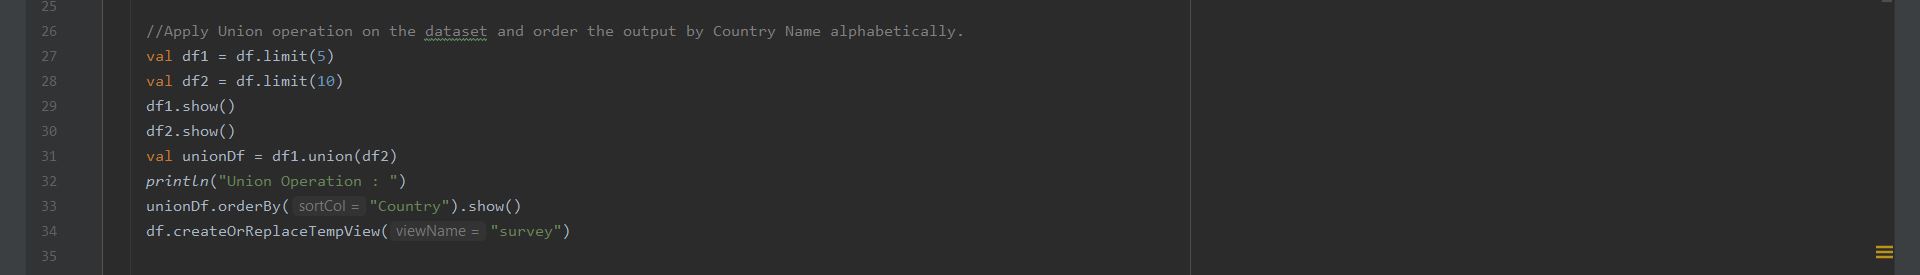 25
26 //Apply Union operation on the dataset and order the output by Country Name alphabetically.
27 val df1 = df.limit(5)
28 val df2 = df.limit(10)
29 df1.show()
30 df2.show()
31 val unionDf = df1.union(df2)
32 println("Union Operation : ")
33 unionDf.orderBy( sortCol = "Country").show()
34 df.createOrReplaceTempView( viewName = "survey")
35